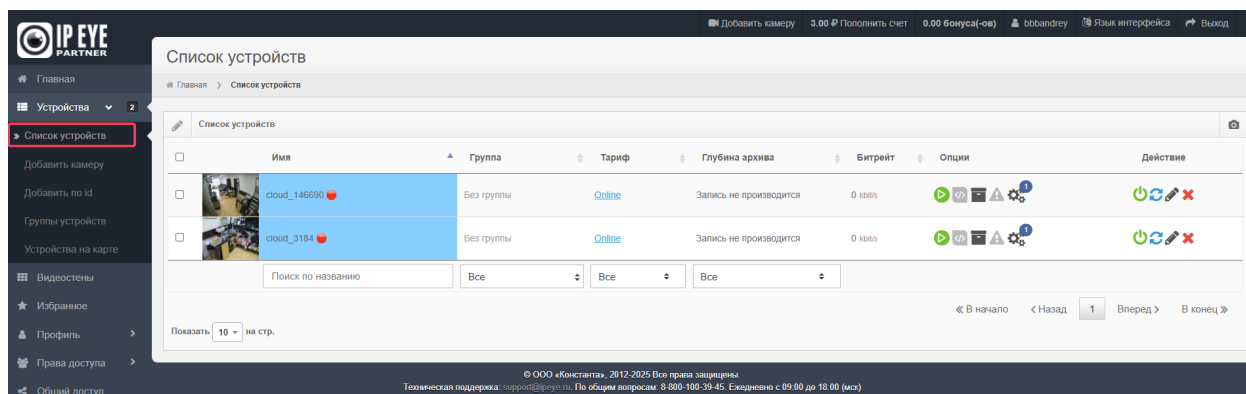 IP EYE
PARTNER
Добавить камеру 3.00 ₽ Пополнить счет 0.00 бонуса(-ов) bbbandrey Язык интерфейса Выход
Список устройств
Главная
Главная Список устройств
Устройства 2
Список устройств
Список устройств
Добавить камеру
Добавить по id
Группы устройств
Устройства на карте
Видеостены
Избранное
Профиль
Права доступа
Общий доступ
Имя Группа Тариф Глубина архива Битрейт Опции Действие
cloud_146690 Без группы Online Запись не производится 0 kbit/s 1
cloud_3184 Без группы Online Запись не производится 0 kbit/s 1
Поиск по названию Все Все Все
« В начало < Назад 1 Вперед > В конец »
Показать 10 на стр.
© ООО «Константа», 2012-2025 Все права защищены.
Техническая поддержка: support@ipeye.ru. По общим вопросам: 8-800-100-39-45. Ежедневно с 09:00 до 18:00 (мск)